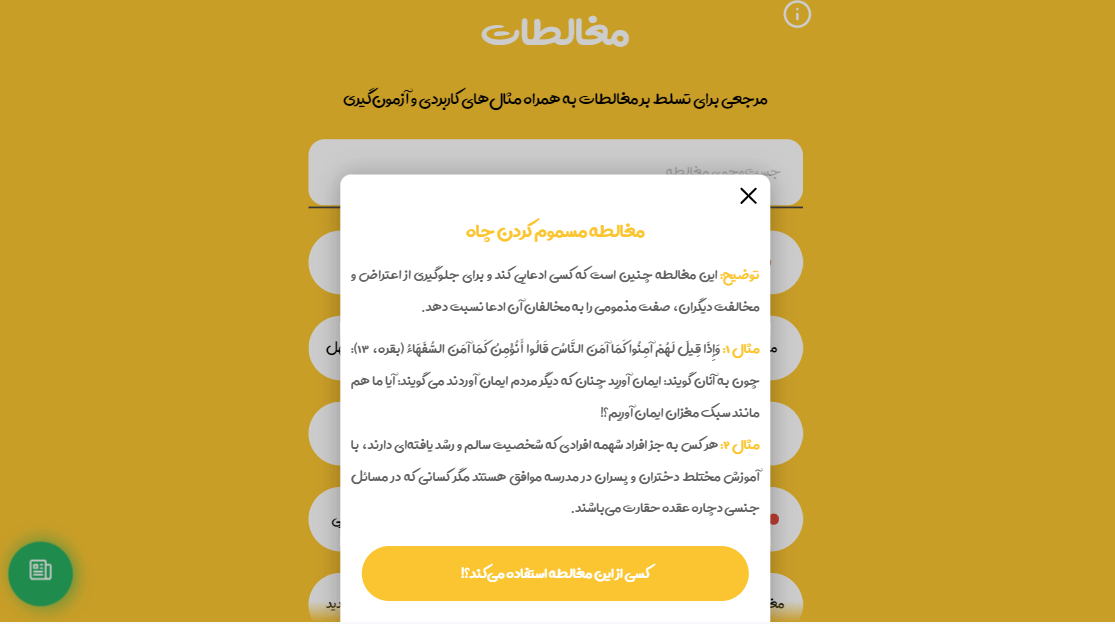 مغالطات
مرجعی برای تسلط بر مغالطات به همراه مثال‌های کاربردی و آزمون‌گیری
مغالطه مسموم کردن چاه
توضیح: این مغالطه چنین است که کسی ادعایی کند و برای جلوگیری از اعتراض و
مخالفت دیگران، صفت مذمومی را به مخالفان آن ادعا نسبت دهد.
مثال ۱: وَإِذَا قِيلَ لَهُمْ آمِنُوا كَمَا آمَنَ النَّاسُ قَالُوا أَنُؤْمِنُ كَمَا آمَنَ السُّفَهَاءُ (بقره، ۱۳):
چون به آنان گویند: ایمان آورید چنان که دیگر مردم ایمان آوردند می گویند: آیا ما هم
مانند سبک مغزان ایمان آوریم؟!
مثال ۲: هر کس به جز افراد شهمه افرادی که شخصیت سالم و رشد یافته‌ای دارند، با
آموزش مختلط دختران و پسران در مدرسه موافق هستند مگر کسانی که در مسائل
جنسی دچاره عقده حقارت می‌باشند.
کسی از این مغالطه استفاده می‌کند؟!